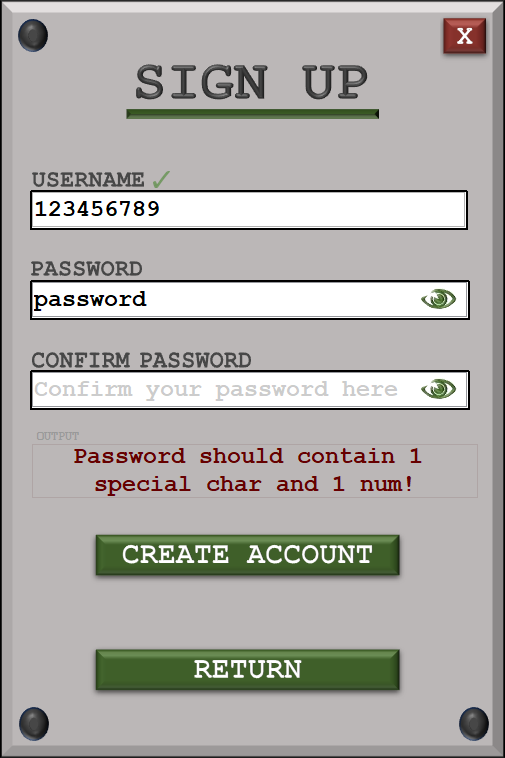 X
SIGN UP
USERNAME ✓
123456789
PASSWORD
password
CONFIRM PASSWORD
Confirm your password here
OUTPUT
Password should contain 1
special char and 1 num!
CREATE ACCOUNT
RETURN